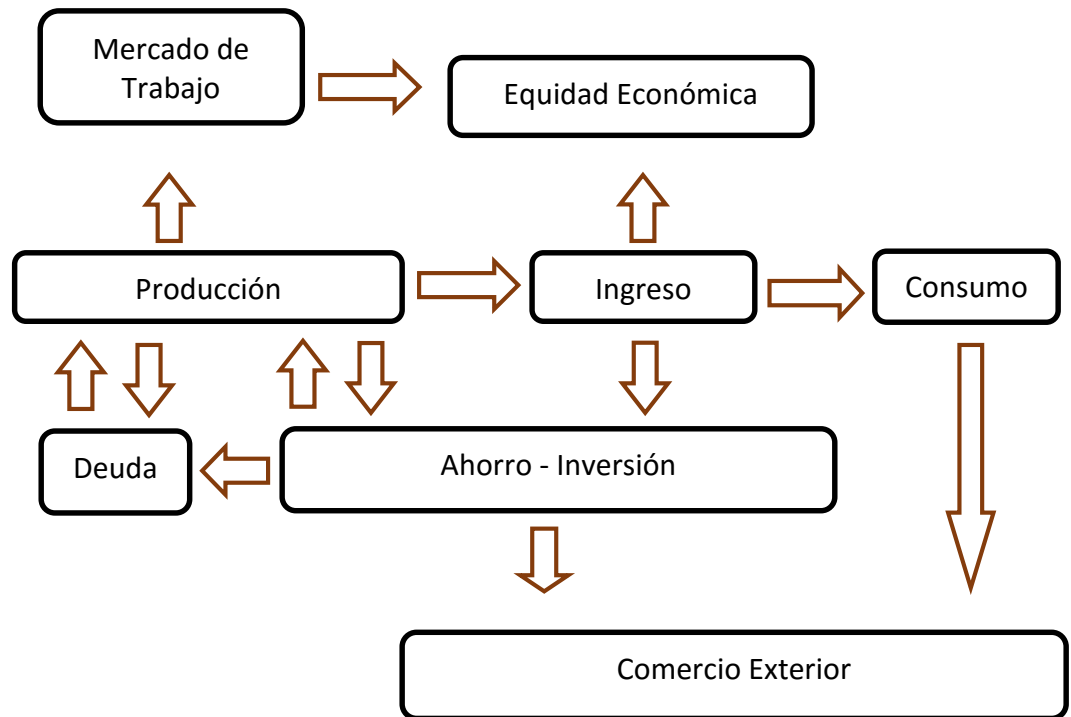 Mercado de
Trabajo
Equidad Económica
Producción
Ingreso
Consumo
Deuda
Ahorro - Inversión
Comercio Exterior